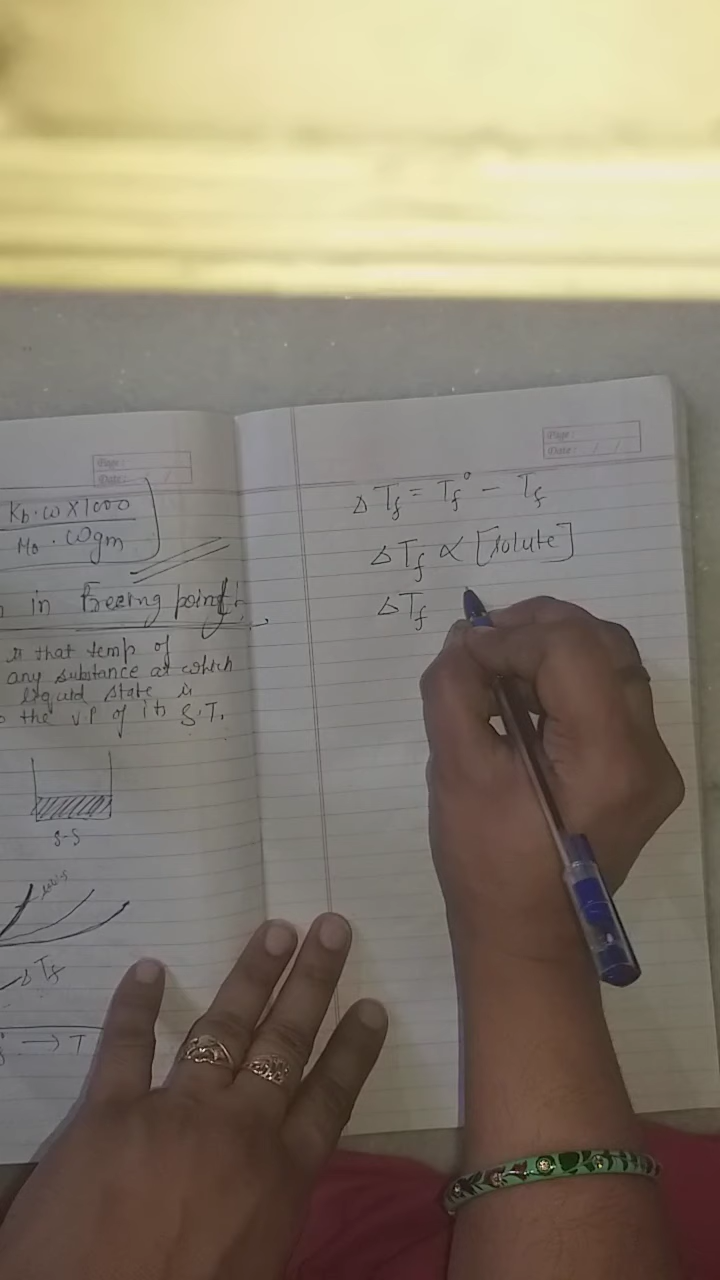 Page:
Date: / /
Kb·ω×1000
Mo·Wgm
in Freezing point:
is that temp of
any substance at which
liquid state is
the V.P of its S.T.
S-S
ΔTf
→ T
Page:
Date: / /
ΔTf = Tf° − Tf
ΔTf ∝ [solute]
ΔTf